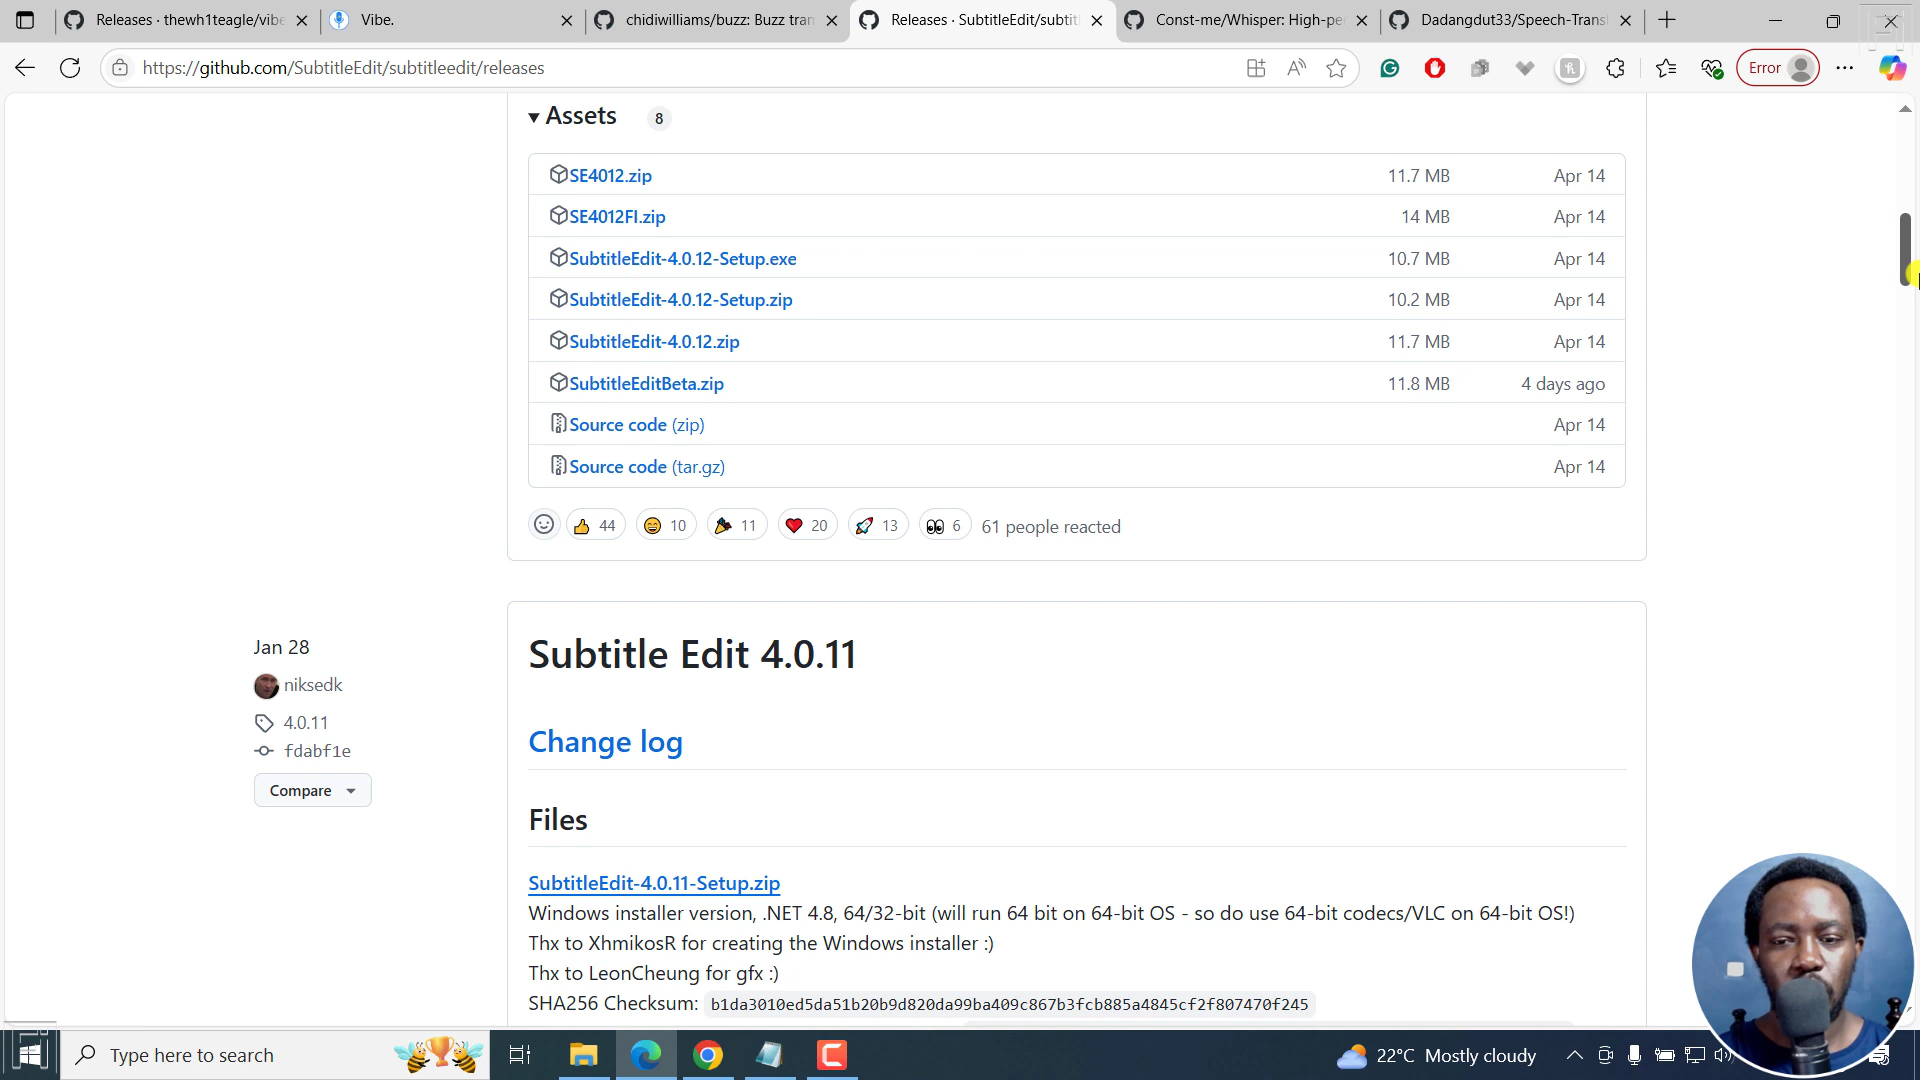 Releases · thewh1teagle/vibe
Vibe.
chidiwilliams/buzz: Buzz tran
Releases · SubtitleEdit/subtitl
Const-me/Whisper: High-pe
Dadangdut33/Speech-Transl
https://github.com/SubtitleEdit/subtitleedit/releases
Error
Assets 8
SE4012.zip 11.7 MB Apr 14
SE4012FI.zip 14 MB Apr 14
SubtitleEdit-4.0.12-Setup.exe 10.7 MB Apr 14
SubtitleEdit-4.0.12-Setup.zip 10.2 MB Apr 14
SubtitleEdit-4.0.12.zip 11.7 MB Apr 14
SubtitleEditBeta.zip 11.8 MB 4 days ago
Source code (zip) Apr 14
Source code (tar.gz) Apr 14
44 10 11 20 13 6 61 people reacted
Jan 28
niksedk
4.0.11
fdabf1e
Compare
Subtitle Edit 4.0.11
Change log
Files
SubtitleEdit-4.0.11-Setup.zip
Windows installer version, .NET 4.8, 64/32-bit (will run 64 bit on 64-bit OS - so do use 64-bit codecs/VLC on 64-bit OS!)
Thx to XhmikosR for creating the Windows installer :)
Thx to LeonCheung for gfx :)
SHA256 Checksum: b1da3010ed5da51b20b9d820da99ba409c867b3fcb885a4845cf2f807470f245
Type here to search
22°C Mostly cloudy